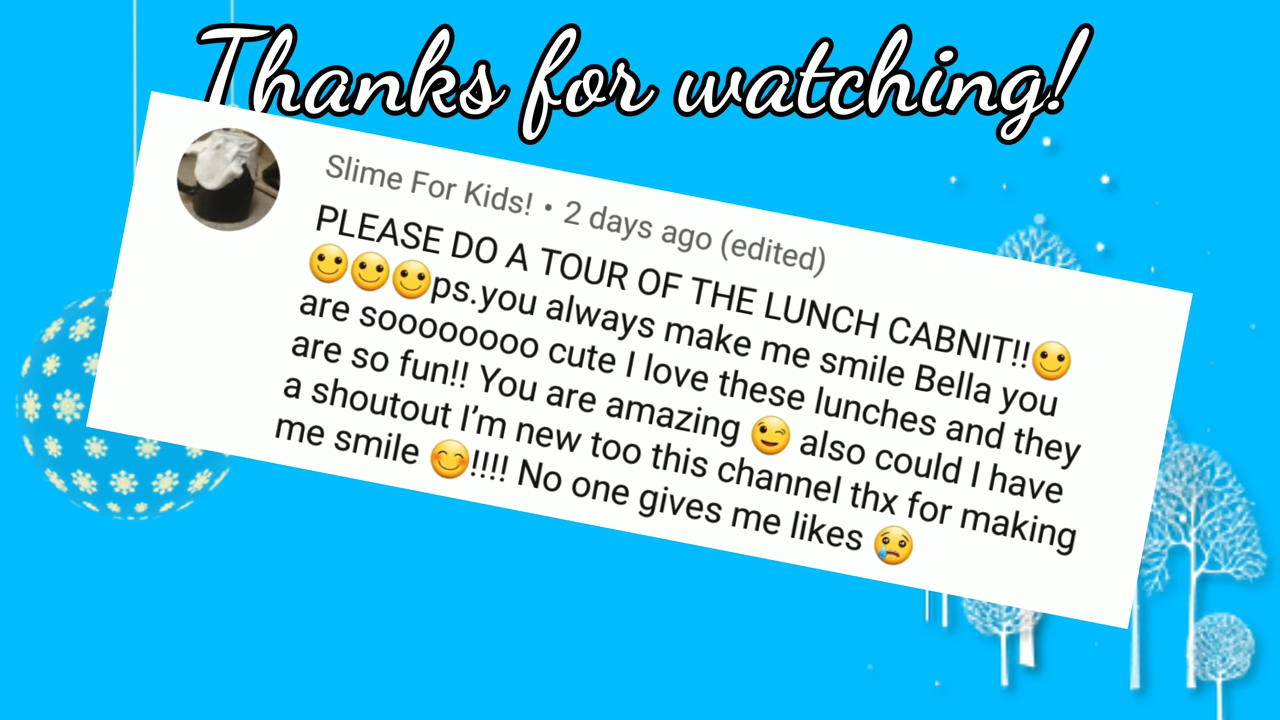 Thanks for watching!
Slime For Kids! • 2 days ago (edited)
PLEASE DO A TOUR OF THE LUNCH CABNIT!!🙂
🙂🙂🙂ps.you always make me smile Bella you
are soooooooo cute I love these lunches and they
are so fun!! You are amazing 😉 also could I have
a shoutout I’m new too this channel thx for making
me smile 😊!!!! No one gives me likes 😢